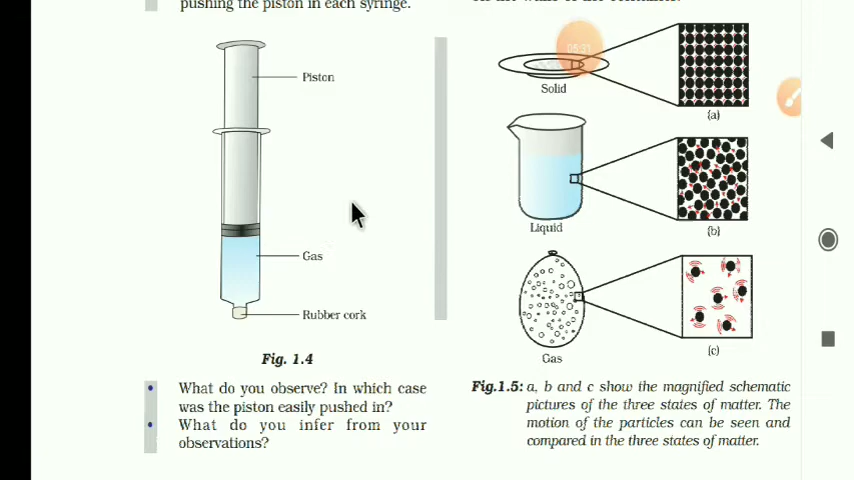 pushing the piston in each syringe.
Piston
Gas
Rubber cork
Fig. 1.4
What do you observe? In which case
was the piston easily pushed in?
What do you infer from your
observations?
05:31
Solid
(a)
Liquid
(b)
Gas
(c)
Fig.1.5: a, b and c show the magnified schematic
pictures of the three states of matter. The
motion of the particles can be seen and
compared in the three states of matter.